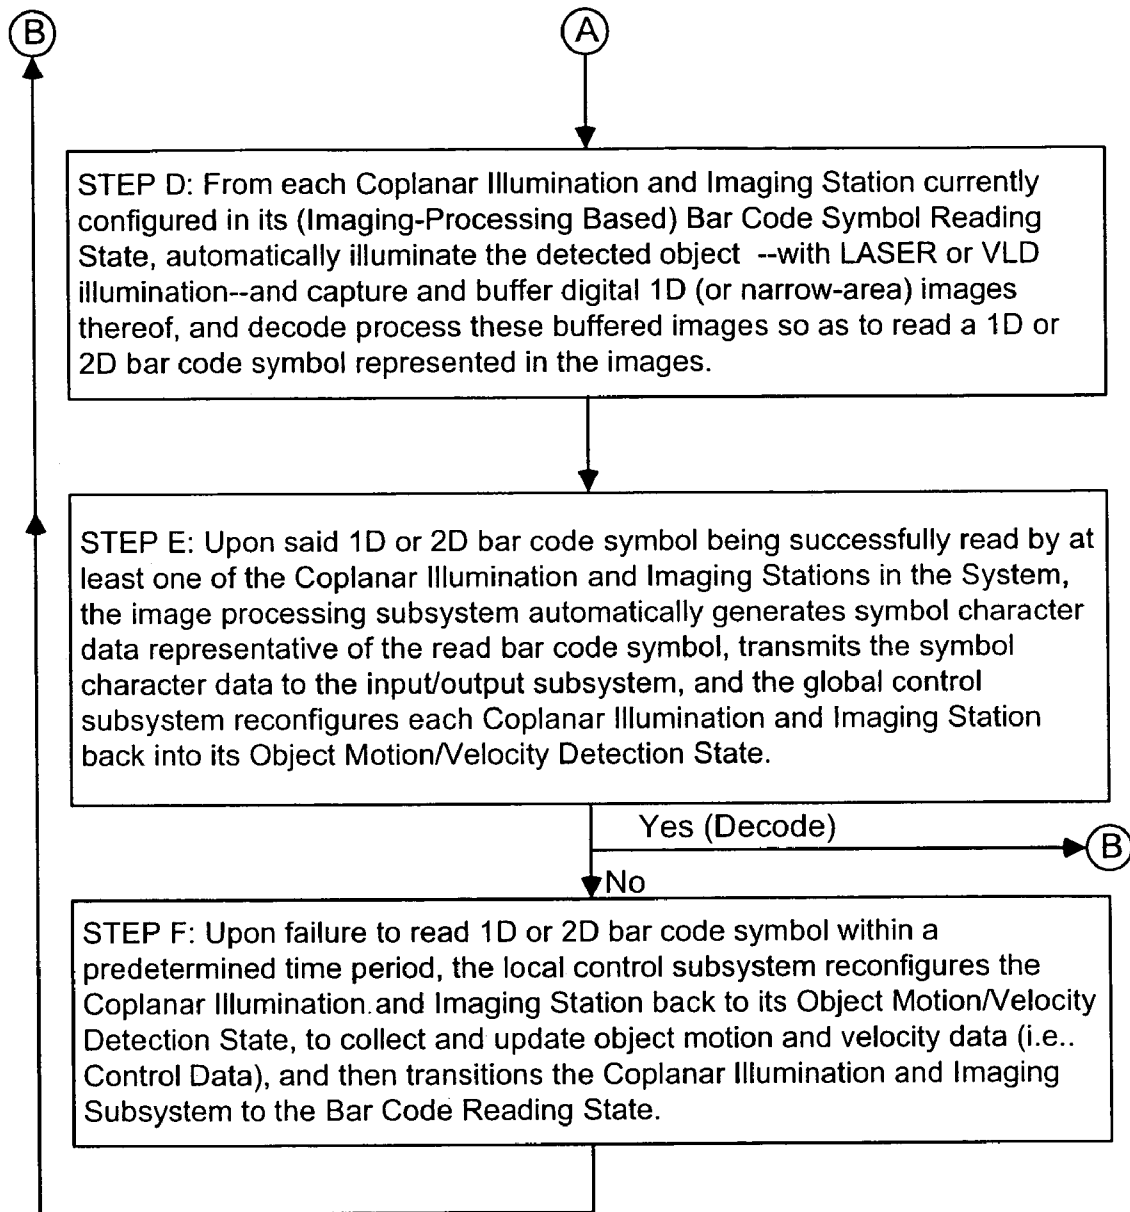 B
A
STEP D: From each Coplanar Illumination and Imaging Station currently
configured in its (Imaging-Processing Based) Bar Code Symbol Reading
State, automatically illuminate the detected object --with LASER or VLD
illumination--and capture and buffer digital 1D (or narrow-area) images
thereof, and decode process these buffered images so as to read a 1D or
2D bar code symbol represented in the images.
STEP E: Upon said 1D or 2D bar code symbol being successfully read by at
least one of the Coplanar Illumination and Imaging Stations in the System,
the image processing subsystem automatically generates symbol character
data representative of the read bar code symbol, transmits the symbol
character data to the input/output subsystem, and the global control
subsystem reconfigures each Coplanar Illumination and Imaging Station
back into its Object Motion/Velocity Detection State.
Yes (Decode)
B
No
STEP F: Upon failure to read 1D or 2D bar code symbol within a
predetermined time period, the local control subsystem reconfigures the
Coplanar Illumination.and Imaging Station back to its Object Motion/Velocity
Detection State, to collect and update object motion and velocity data (i.e..
Control Data), and then transitions the Coplanar Illumination and Imaging
Subsystem to the Bar Code Reading State.